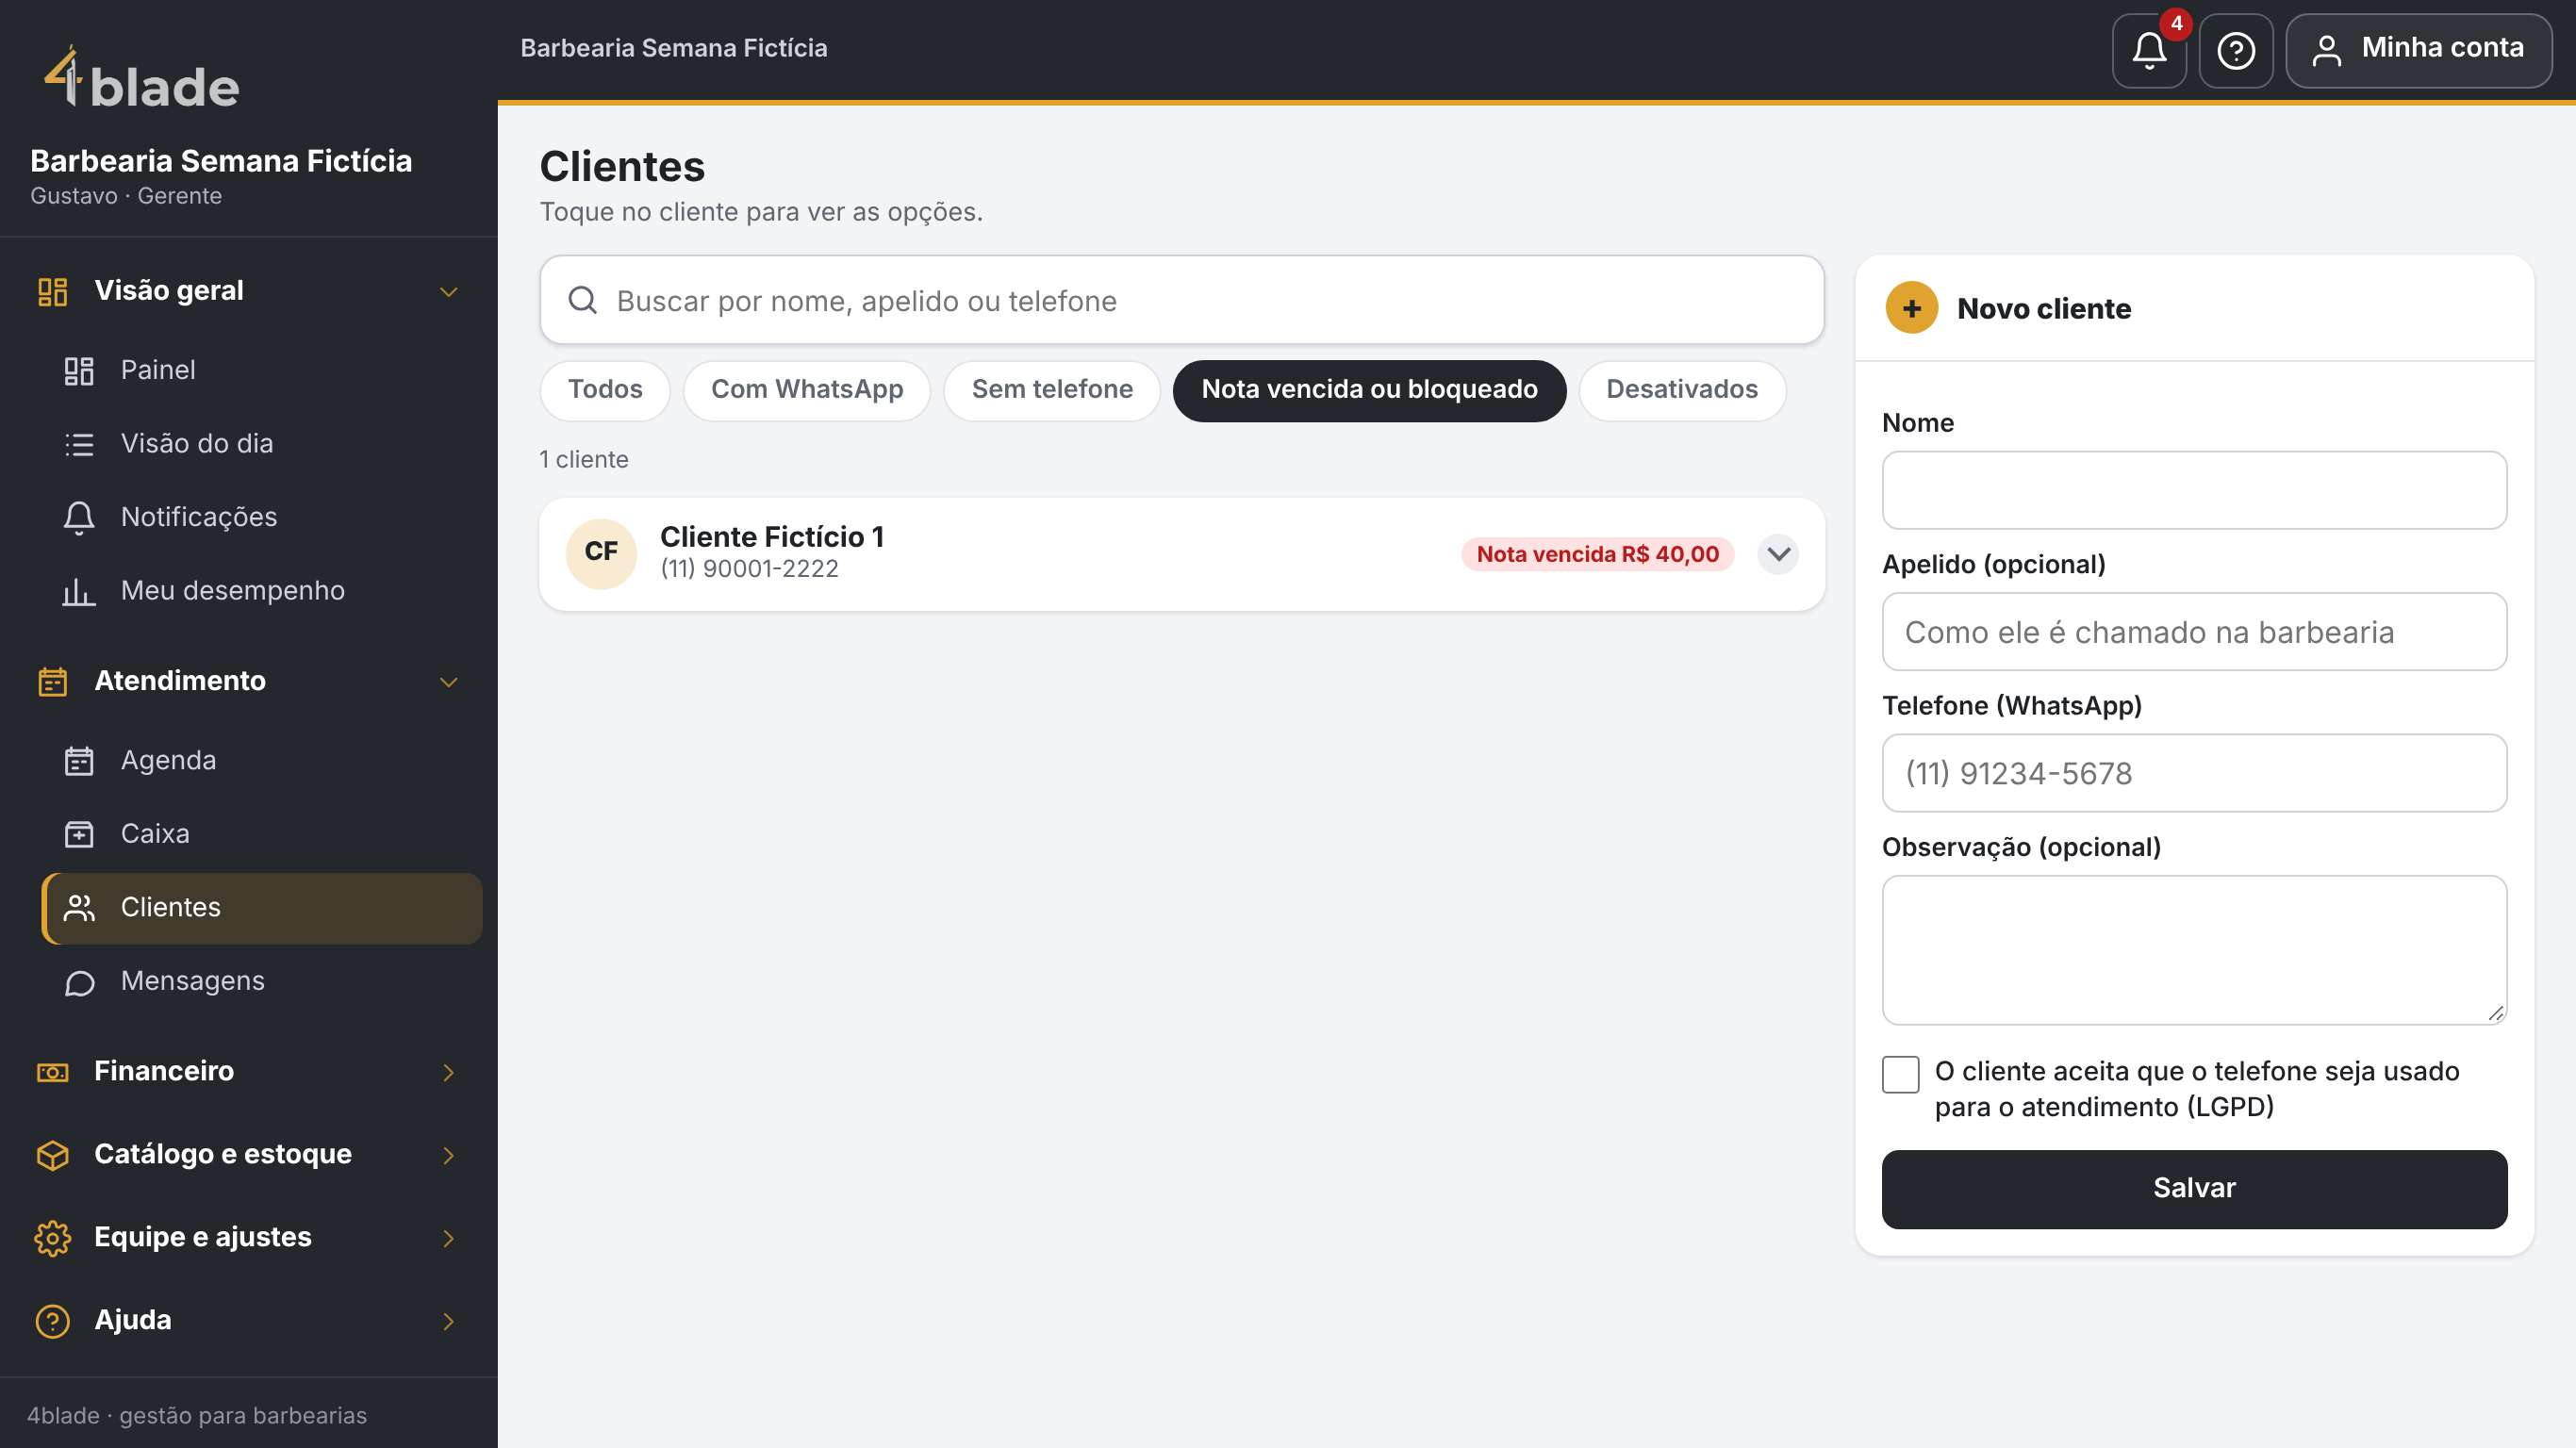 4blade
Barbearia Semana Fictícia
Gustavo · Gerente
Visão geral
Painel
Visão do dia
Notificações
Meu desempenho
Atendimento
Agenda
Caixa
Clientes
Mensagens
Financeiro
Catálogo e estoque
Equipe e ajustes
Ajuda
4blade · gestão para barbearias
Barbearia Semana Fictícia
4
Minha conta
Clientes
Toque no cliente para ver as opções.
Buscar por nome, apelido ou telefone
Todos
Com WhatsApp
Sem telefone
Nota vencida ou bloqueado
Desativados
1 cliente
CF
Cliente Fictício 1
(11) 90001-2222
Nota vencida R$ 40,00
Novo cliente
Nome
Apelido (opcional)
Como ele é chamado na barbearia
Telefone (WhatsApp)
(11) 91234-5678
Observação (opcional)
O cliente aceita que o telefone seja usado
para o atendimento (LGPD)
Salvar